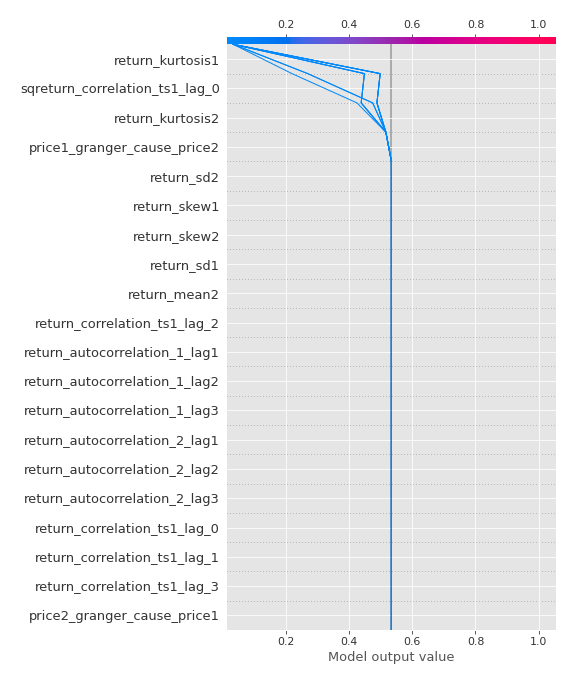 0.2 0.4 0.6 0.8 1.0
return_kurtosis1
sqreturn_correlation_ts1_lag_0
return_kurtosis2
price1_granger_cause_price2
return_sd2
return_skew1
return_skew2
return_sd1
return_mean2
return_correlation_ts1_lag_2
return_autocorrelation_1_lag1
return_autocorrelation_1_lag2
return_autocorrelation_1_lag3
return_autocorrelation_2_lag1
return_autocorrelation_2_lag2
return_autocorrelation_2_lag3
return_correlation_ts1_lag_0
return_correlation_ts1_lag_1
return_correlation_ts1_lag_3
price2_granger_cause_price1
0.2 0.4 0.6 0.8 1.0
Model output value